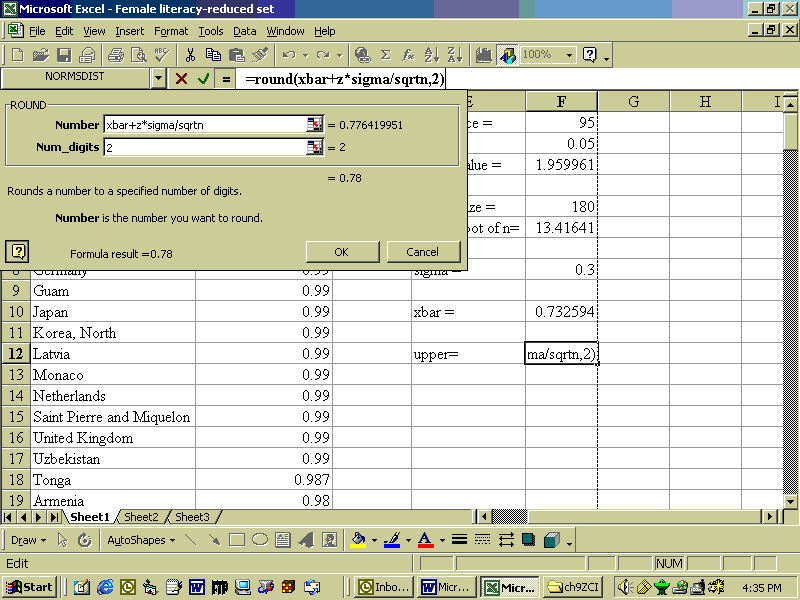 Microsoft Excel - Female literacy-reduced set
File Edit View Insert Format Tools Data Window Help
100%
NORMSDIST =round(xbar+z*sigma/sqrtn,2)
ROUND
Number xbar+z*sigma/sqrtn = 0.776419951
Num_digits 2 = 2
= 0.78
Rounds a number to a specified number of digits.
Number is the number you want to round.
Formula result =0.78
OK Cancel
E F G H I
ce = 95
0.05
alue = 1.959961
ze = 180
oot of n= 13.41641
8 Germany 0.99 sigma = 0.3
9 Guam 0.99
10 Japan 0.99 xbar = 0.732594
11 Korea, North 0.99
12 Latvia 0.99 upper= ma/sqrtn,2)
13 Monaco 0.99
14 Netherlands 0.99
15 Saint Pierre and Miquelon 0.99
16 United Kingdom 0.99
17 Uzbekistan 0.99
18 Tonga 0.987
19 Armenia 0.98
Sheet1 Sheet2 Sheet3
Draw AutoShapes
Edit NUM
Start Inbo... Micr... Micr... ch9ZCI 4:35 PM